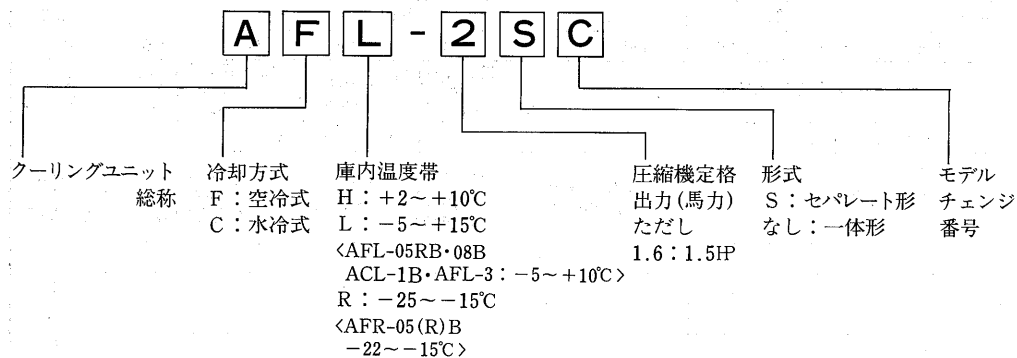 AFL-2SC
クーリングユニット
総称
冷却方式
F：空冷式
C：水冷式
庫内温度帯
H：+2～+10℃
L：-5～+15℃
<AFL-05RB・08B
ACL-1B・AFL-3：-5～+10℃>
R：-25～-15℃
<AFR-05(R)B
-22～-15℃>
圧縮機定格
出力(馬力)
ただし
1.6：1.5HP
形式
S：セパレート形
なし：一体形
モデル
チェンジ
番号